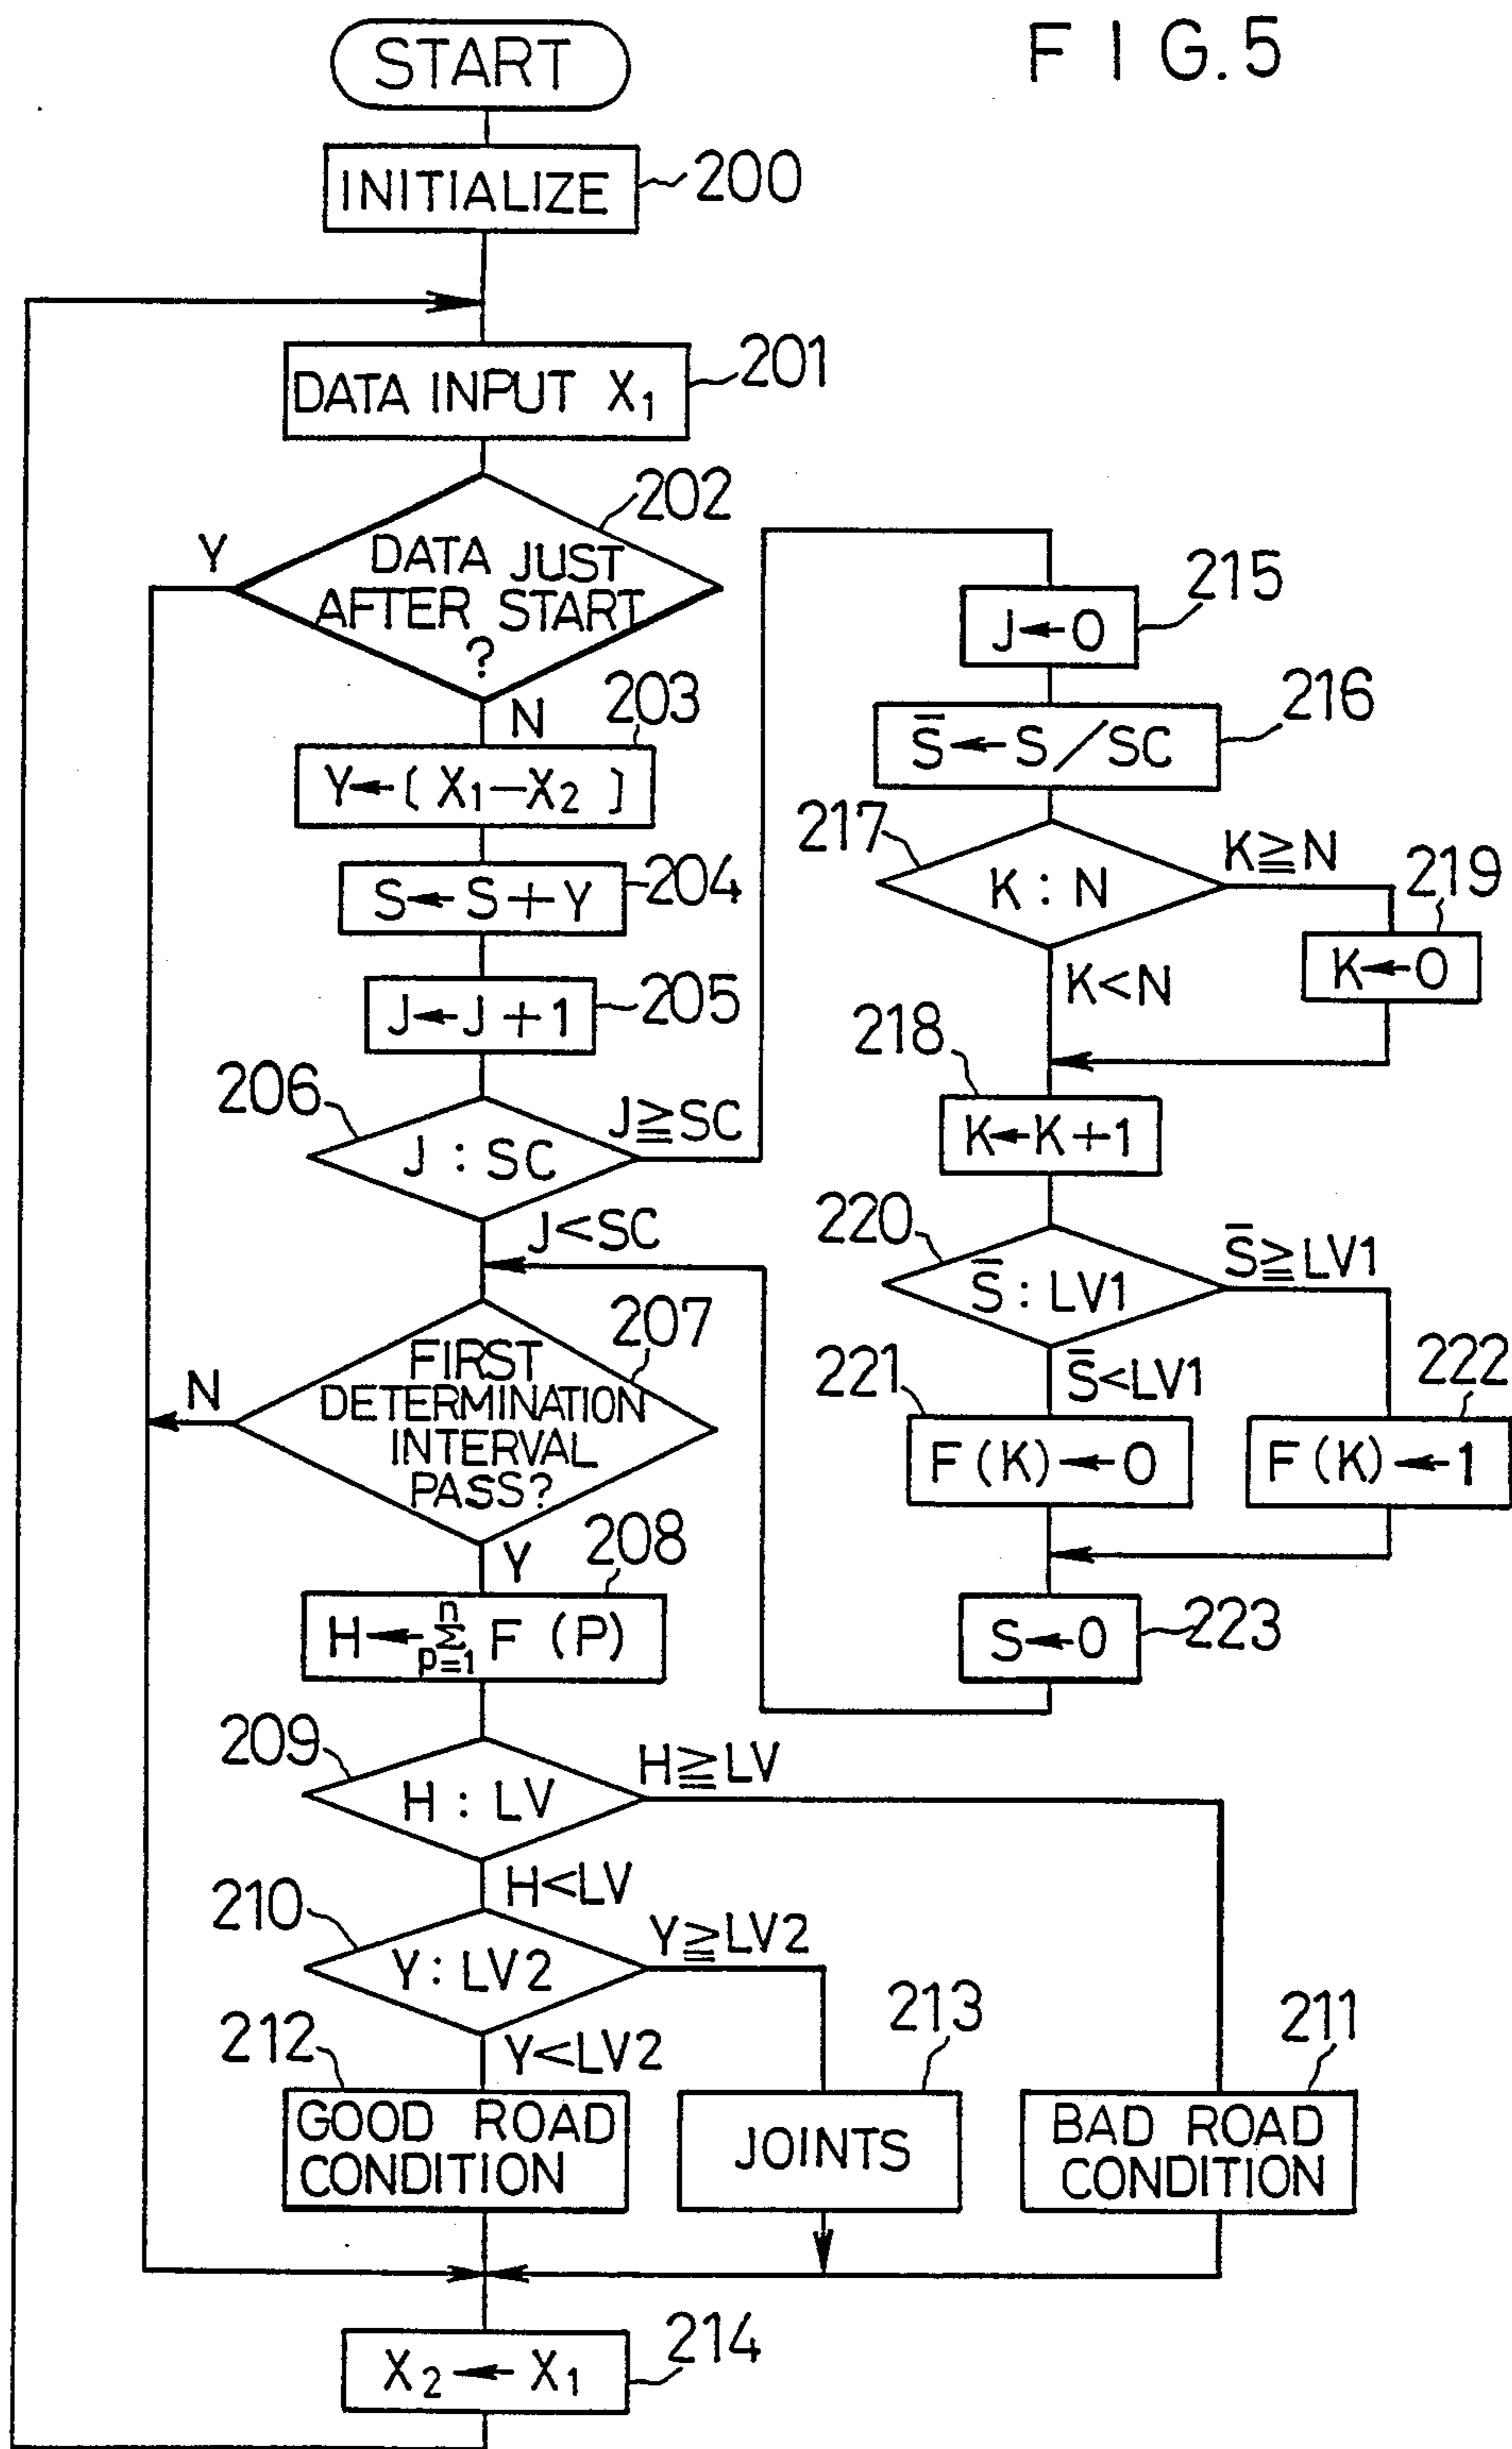 FIG.5
START
INITIALIZE
200
DATA INPUT X₁
201
202
DATA JUST
AFTER START
?
Y
N
203
Y←(X₁−X₂)
S←S+Y
204
J←J+1
205
206
J : SC
J≧SC
J<SC
207
FIRST
DETERMINATION
INTERVAL
PASS?
N
Y
208
H←Σ F (P)
n
p=1
209
H : LV
H≧LV
H<LV
210
Y : LV2
Y≧LV2
Y<LV2
212
GOOD ROAD
CONDITION
213
JOINTS
211
BAD ROAD
CONDITION
X₂←X₁
214
J←0
215
S̅←S/SC
216
217
K : N
K≧N
K<N
219
K←0
218
K←K+1
220
S̅ : LV1
S̅≧LV1
S̅<LV1
221
F(K)←0
222
F(K)←1
S←0
223